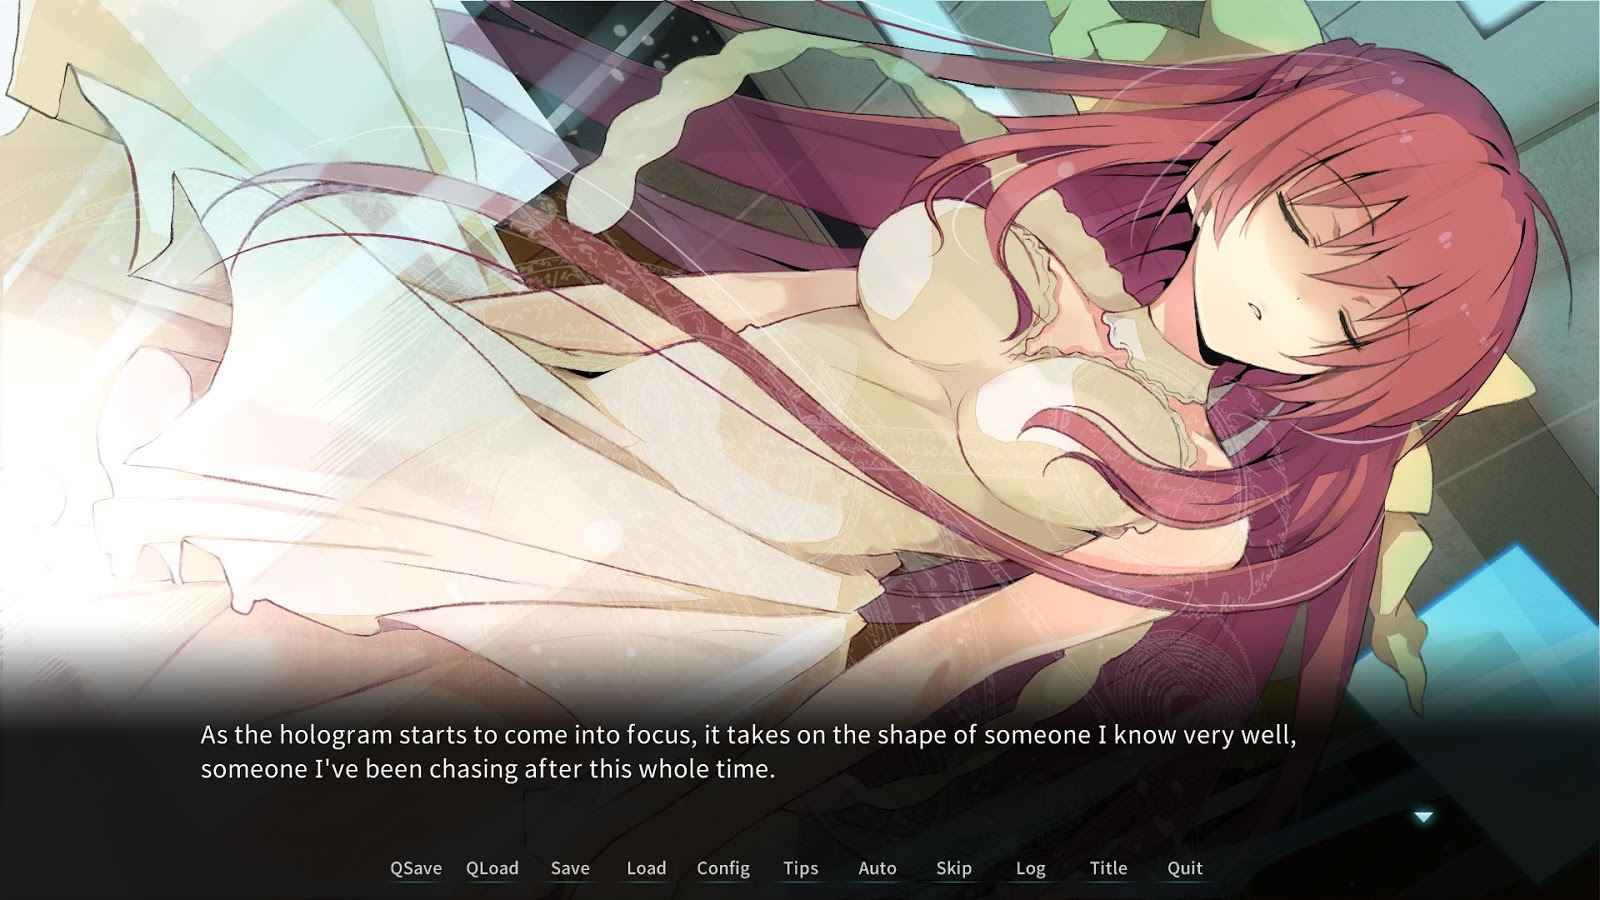 As the hologram starts to come into focus, it takes on the shape of someone I know very well,
someone I've been chasing after this whole time.
QSave QLoad Save Load Config Tips Auto Skip Log Title Quit